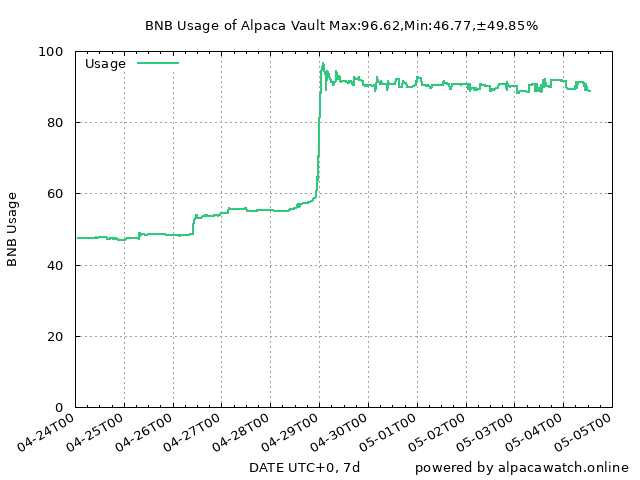 BNB Usage of Alpaca Vault Max:96.62,Min:46.77,±49.85%
Usage
100
80
60
40
20
0
BNB Usage
04-24T00
04-25T00
04-26T00
04-27T00
04-28T00
04-29T00
04-30T00
05-01T00
05-02T00
05-03T00
05-04T00
05-05T00
DATE UTC+0, 7d
powered by alpacawatch.online